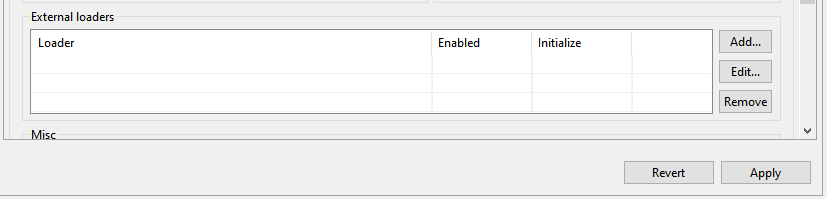 External loaders
Loader Enabled Initialize
Add...
Edit...
Remove
Misc
Revert Apply